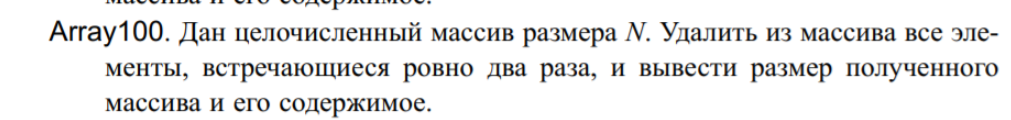 Array100. Дан целочисленный массив размера N. Удалить из массива все эле-
менты, встречающиеся ровно два раза, и вывести размер полученного
массива и его содержимое.